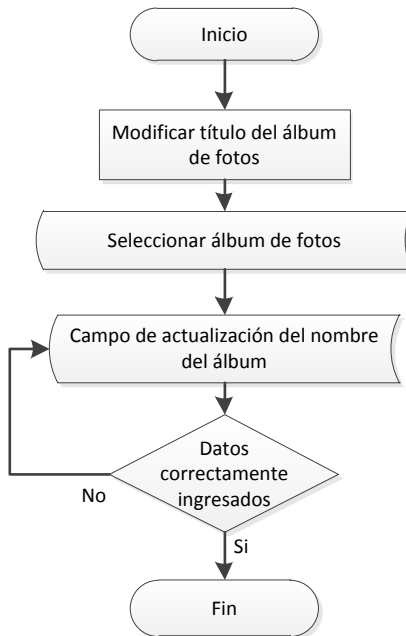 Inicio
Modificar título del álbum
de fotos
Seleccionar álbum de fotos
Campo de actualización del nombre
del álbum
Datos
correctamente
ingresados
No
Si
Fin